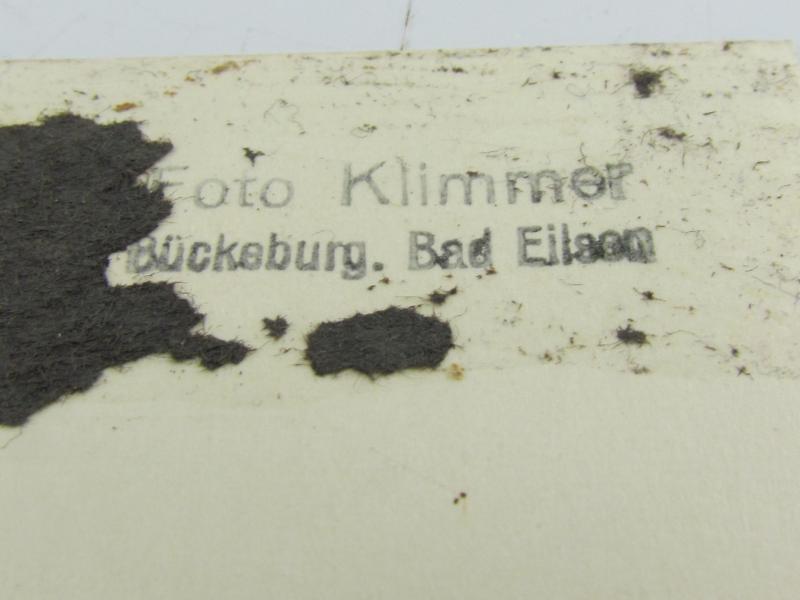 Foto Klimmer
Bückeburg. Bad Eilsen